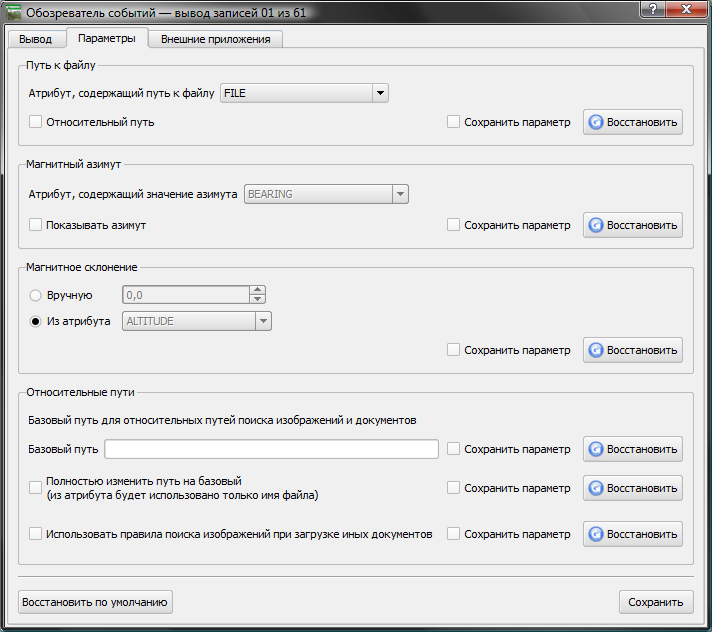 Обозреватель событий — вывод записей 01 из 61
Вывод Параметры Внешние приложения
Путь к файлу
Атрибут, содержащий путь к файлу FILE
Относительный путь Сохранить параметр Восстановить
Магнитный азимут
Атрибут, содержащий значение азимута BEARING
Показывать азимут Сохранить параметр Восстановить
Магнитное склонение
Вручную 0,0
Из атрибута ALTITUDE
Сохранить параметр Восстановить
Относительные пути
Базовый путь для относительных путей поиска изображений и документов
Базовый путь Сохранить параметр Восстановить
Полностью изменить путь на базовый
(из атрибута будет использовано только имя файла) Сохранить параметр Восстановить
Использовать правила поиска изображений при загрузке иных документов Сохранить параметр Восстановить
Восстановить по умолчанию Сохранить